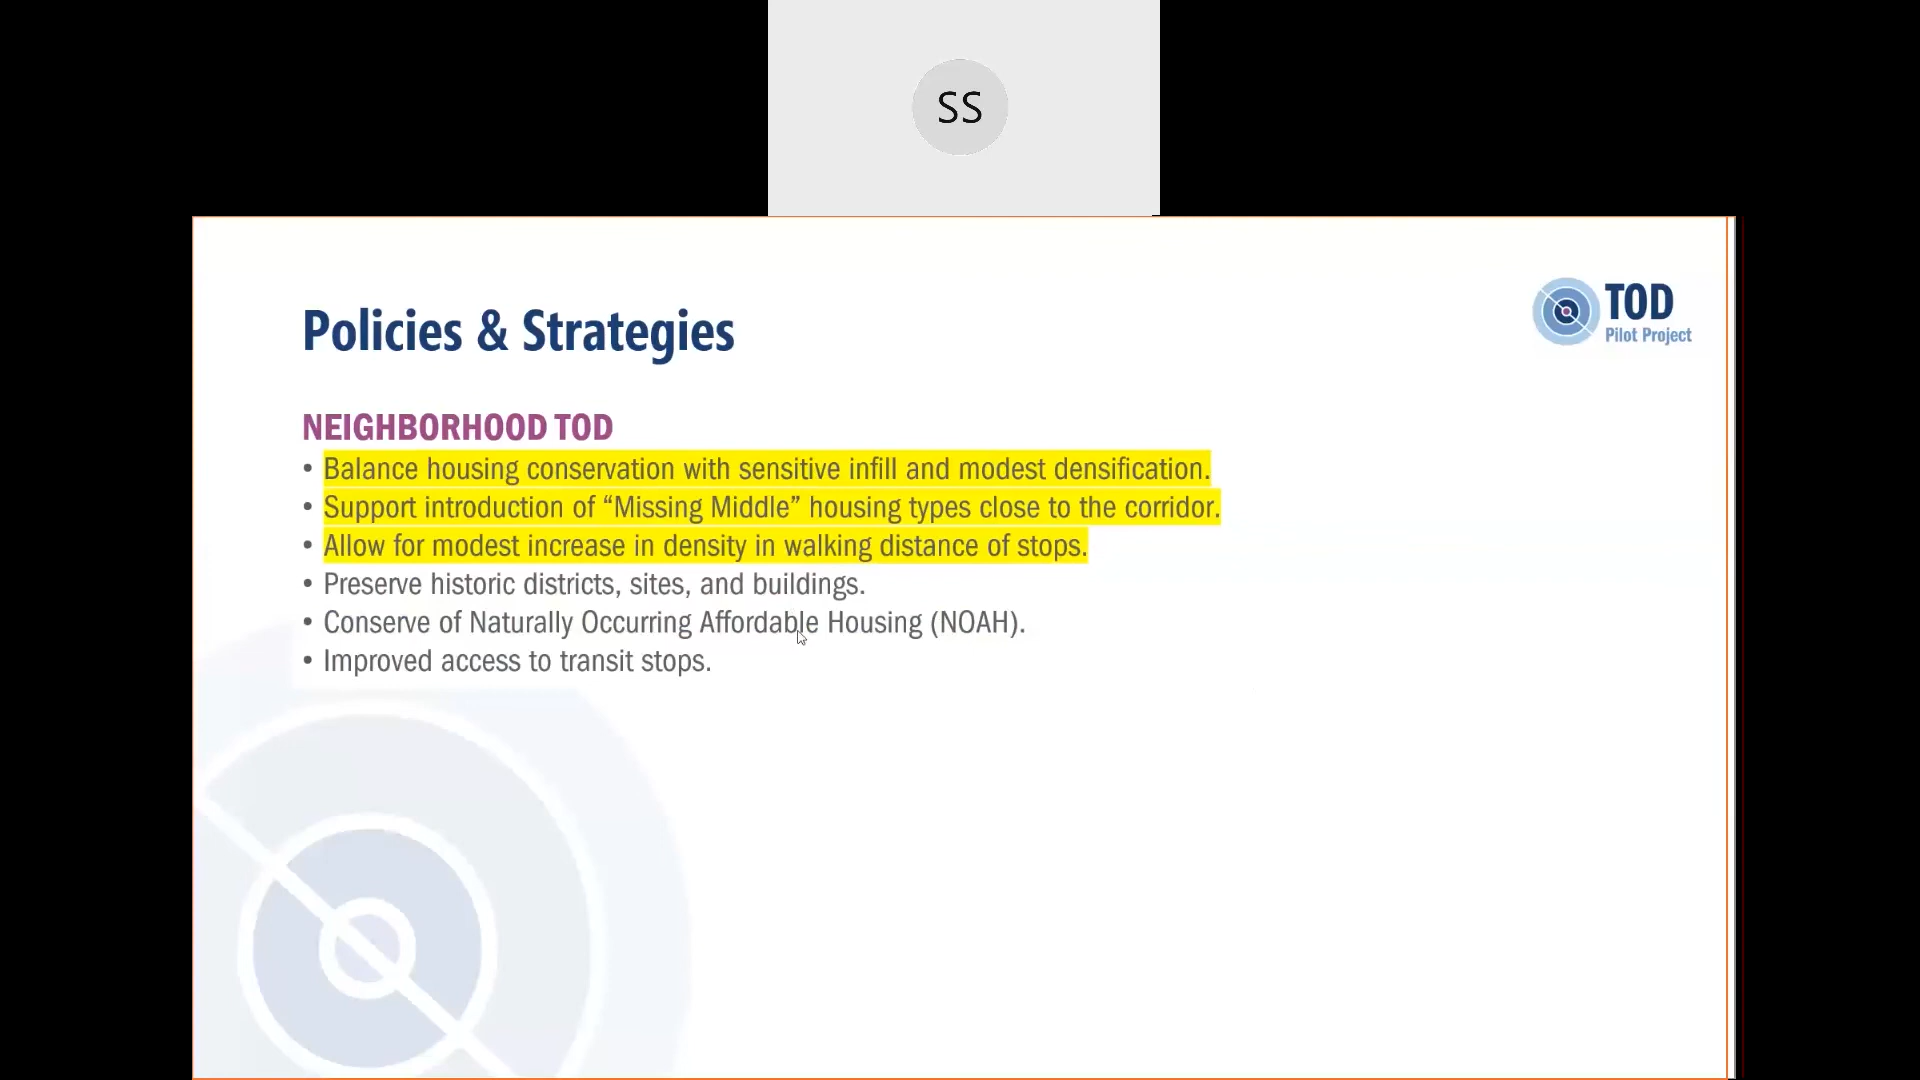 SS
TOD
Pilot Project
Policies & Strategies
NEIGHBORHOOD TOD
• Balance housing conservation with sensitive infill and modest densification.
• Support introduction of “Missing Middle” housing types close to the corridor.
• Allow for modest increase in density in walking distance of stops.
• Preserve historic districts, sites, and buildings.
• Conserve of Naturally Occurring Affordable Housing (NOAH).
• Improved access to transit stops.